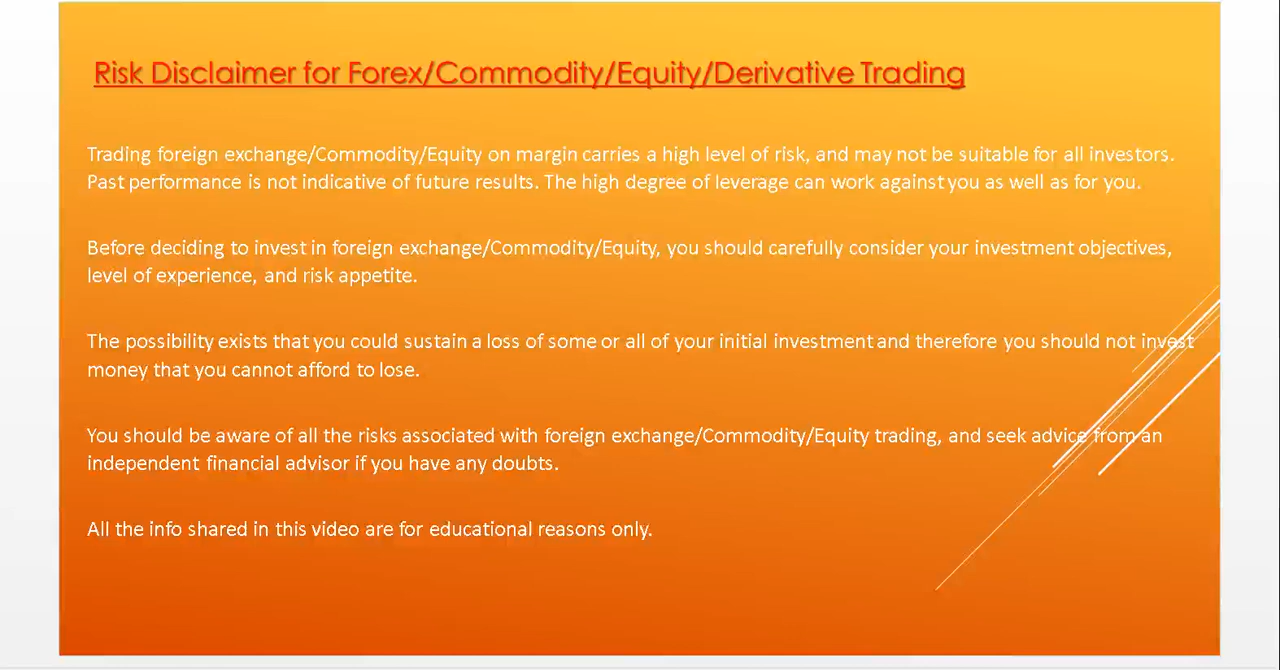 Risk Disclaimer for Forex/Commodity/Equity/Derivative Trading
Trading foreign exchange/Commodity/Equity on margin carries a high level of risk, and may not be suitable for all investors.
Past performance is not indicative of future results. The high degree of leverage can work against you as well as for you.
Before deciding to invest in foreign exchange/Commodity/Equity, you should carefully consider your investment objectives,
level of experience, and risk appetite.
The possibility exists that you could sustain a loss of some or all of your initial investment and therefore you should not invest
money that you cannot afford to lose.
You should be aware of all the risks associated with foreign exchange/Commodity/Equity trading, and seek advice from an
independent financial advisor if you have any doubts.
All the info shared in this video are for educational reasons only.